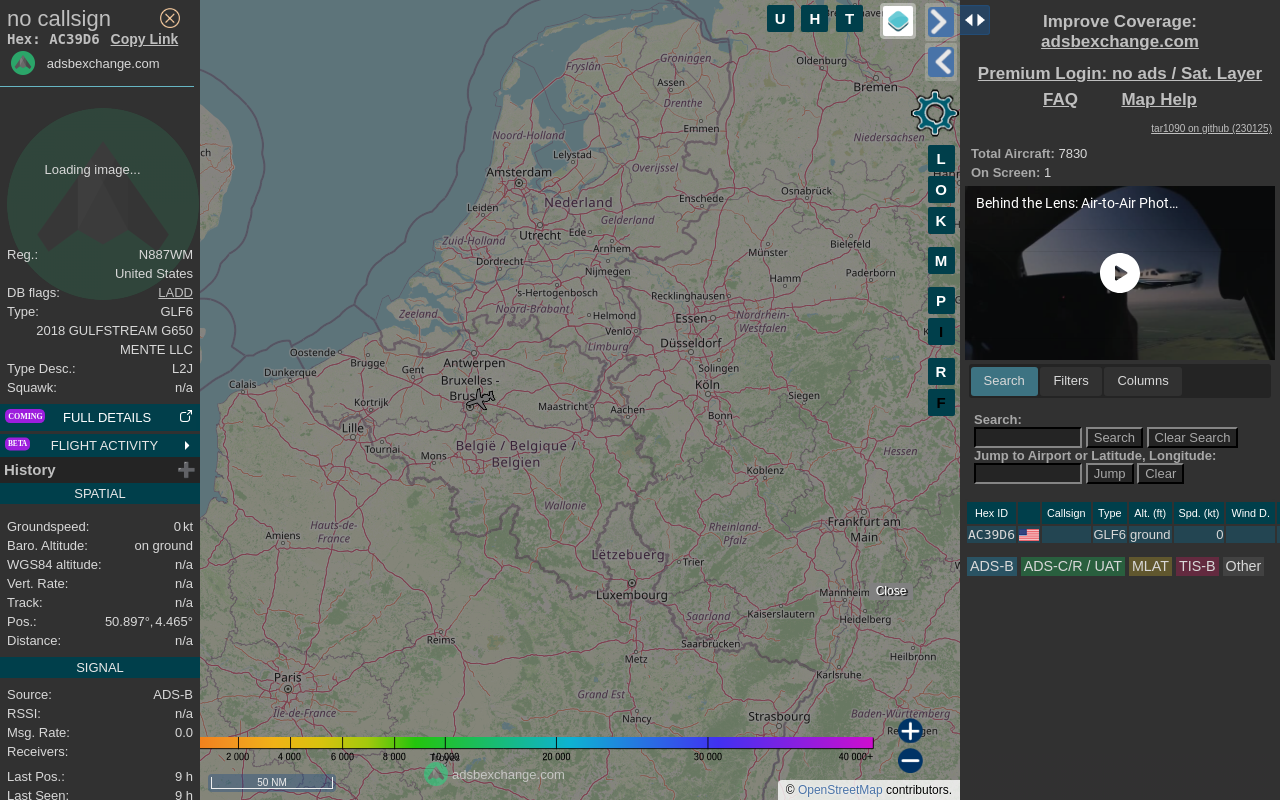 no callsign
Hex: AC39D6 Copy Link
adsbexchange.com
Loading image...
Reg.: N887WM
United States
DB flags: LADD
Type: GLF6
2018 GULFSTREAM G650
MENTE LLC
Type Desc.: L2J
Squawk: n/a
COMING FULL DETAILS
BETA FLIGHT ACTIVITY
History
SPATIAL
Groundspeed: 0 kt
Baro. Altitude: on ground
WGS84 altitude: n/a
Vert. Rate: n/a
Track: n/a
Pos.: 50.897°, 4.465°
Distance: n/a
SIGNAL
Source: ADS-B
RSSI: n/a
Msg. Rate: 0.0
Receivers:
Last Pos.: 9 h
Last Seen: 9 h
U H T
L
O
K
M
P
I
R
F
Groningen
Oldenburg
Bremen
Fryslân
Assen
Drenthe
Emmen
Niedersachsen
Noord-Holland
Lelystad
Overijssel
Amsterdam
Nederland
Enschede
Osnabrück
Leiden
Gelderland
Utrecht
Ede
Zuid-Holland
Arnhem
Münster
Bielefeld
Dordrecht
Nijmegen
Hamm
Paderborn
's-Hertogenbosch
Recklinghausen
Noord-Brabant
Zeeland
Helmond
Essen
Nordrhein-
Westfalen
Venlo
Limburg
Düsseldorf
Oostende
Brugge
Antwerpen
Dunkerque
Gent
Solingen
Calais
Bruxelles -
Brus
Köln
Kortrijk
Maastricht
Aachen
Siegen
Bonn
Lille
Tournai
Mons
België / Belgique /
Belgien
Hessen
Koblenz
Wallonie
Hauts-de-
France
Amiens
Rheinland-
Pfalz
Frankfurt am
Main
Lëtzebuerg
Trier
Luxembourg
Mannheim
Close
Saarland
Kaiserslautern
Heidelberg
Reims
Saarbrücken
Metz
Heilbronn
Karlsruhe
Paris
Île-de-France
Grand Est
Nancy
Strasbourg
Baden-Württemberg
Troyes
2 000 4 000 6 000 8 000 10 000 20 000 30 000 40 000+
adsbexchange.com
50 NM
© OpenStreetMap contributors.
Improve Coverage:
adsbexchange.com
Premium Login: no ads / Sat. Layer
FAQ Map Help
tar1090 on github (230125)
Total Aircraft: 7830
On Screen: 1
Behind the Lens: Air-to-Air Phot...
Search Filters Columns
Search:
Search Clear Search
Jump to Airport or Latitude, Longitude:
Jump Clear
Hex ID Callsign Type Alt. (ft) Spd. (kt) Wind D.
AC39D6 GLF6 ground 0
ADS-B ADS-C/R / UAT MLAT TIS-B Other